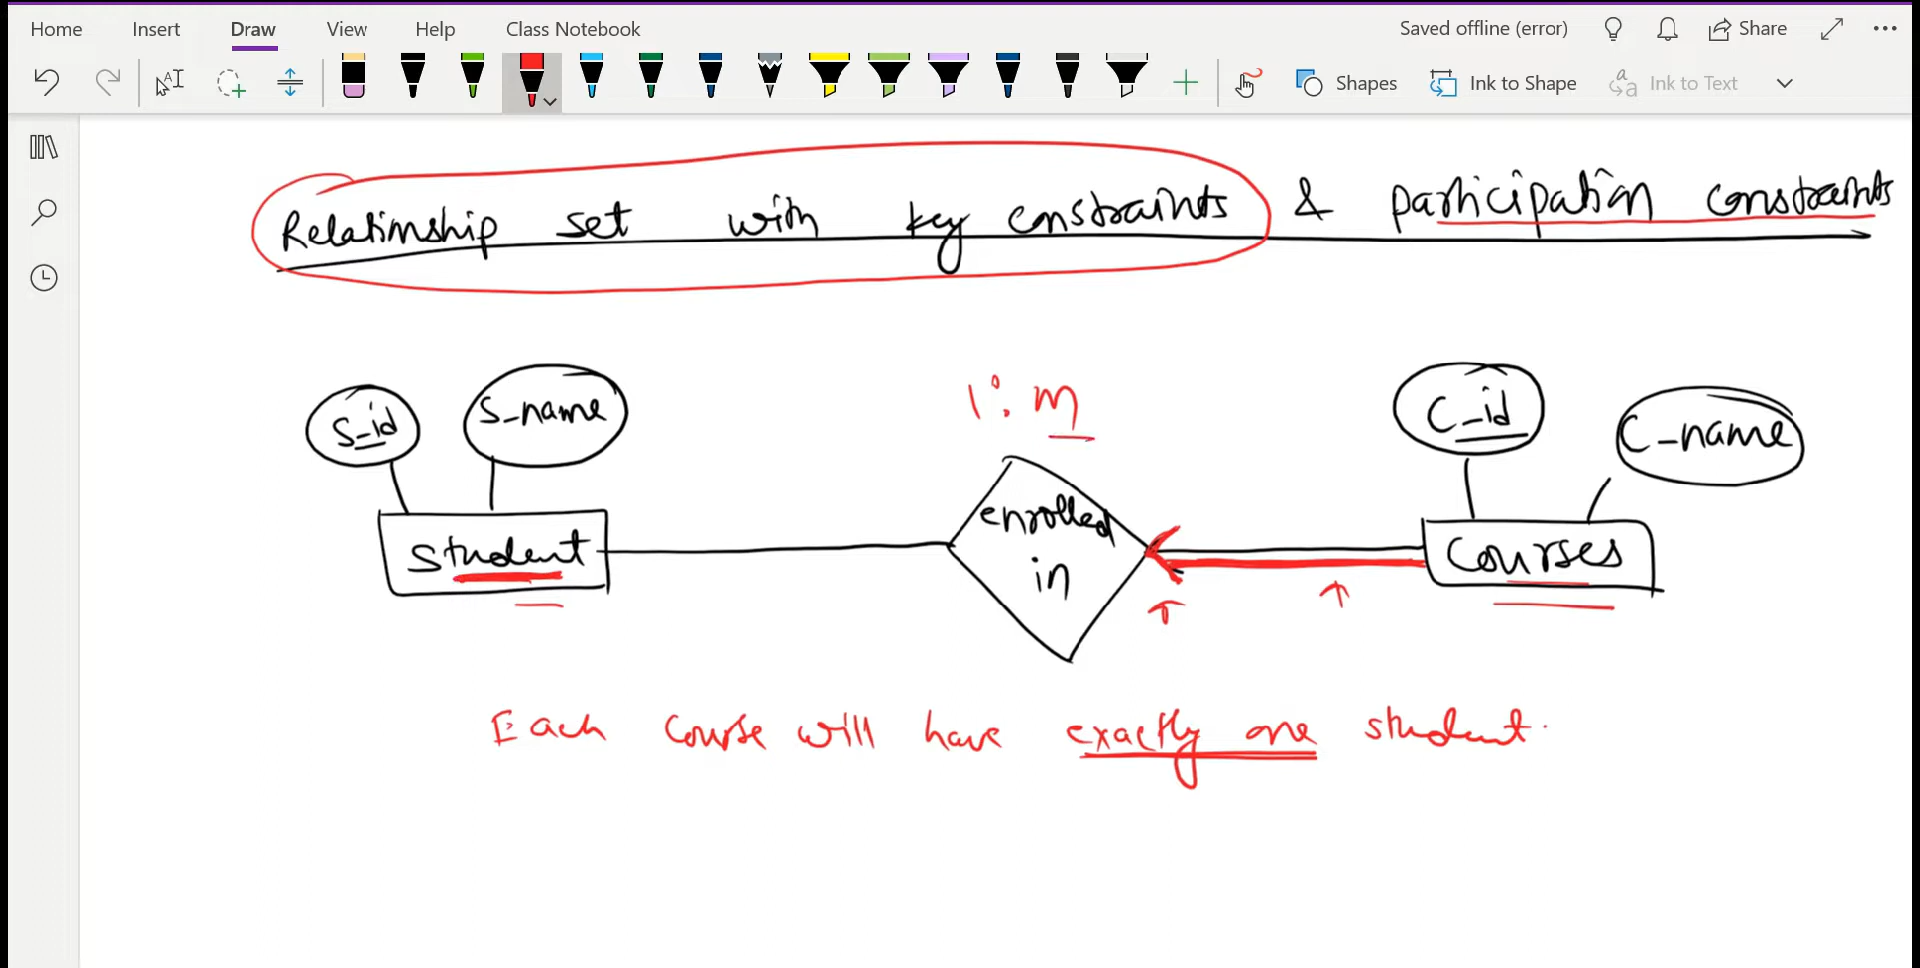 Home Insert Draw View Help Class Notebook Saved offline (error) Share
Shapes Ink to Shape Ink to Text
Relationship set with key constraints & participation constraints
1:m
S_id S_name C_id C_name
Student enrolled in Courses
Each course will have exactly one student.